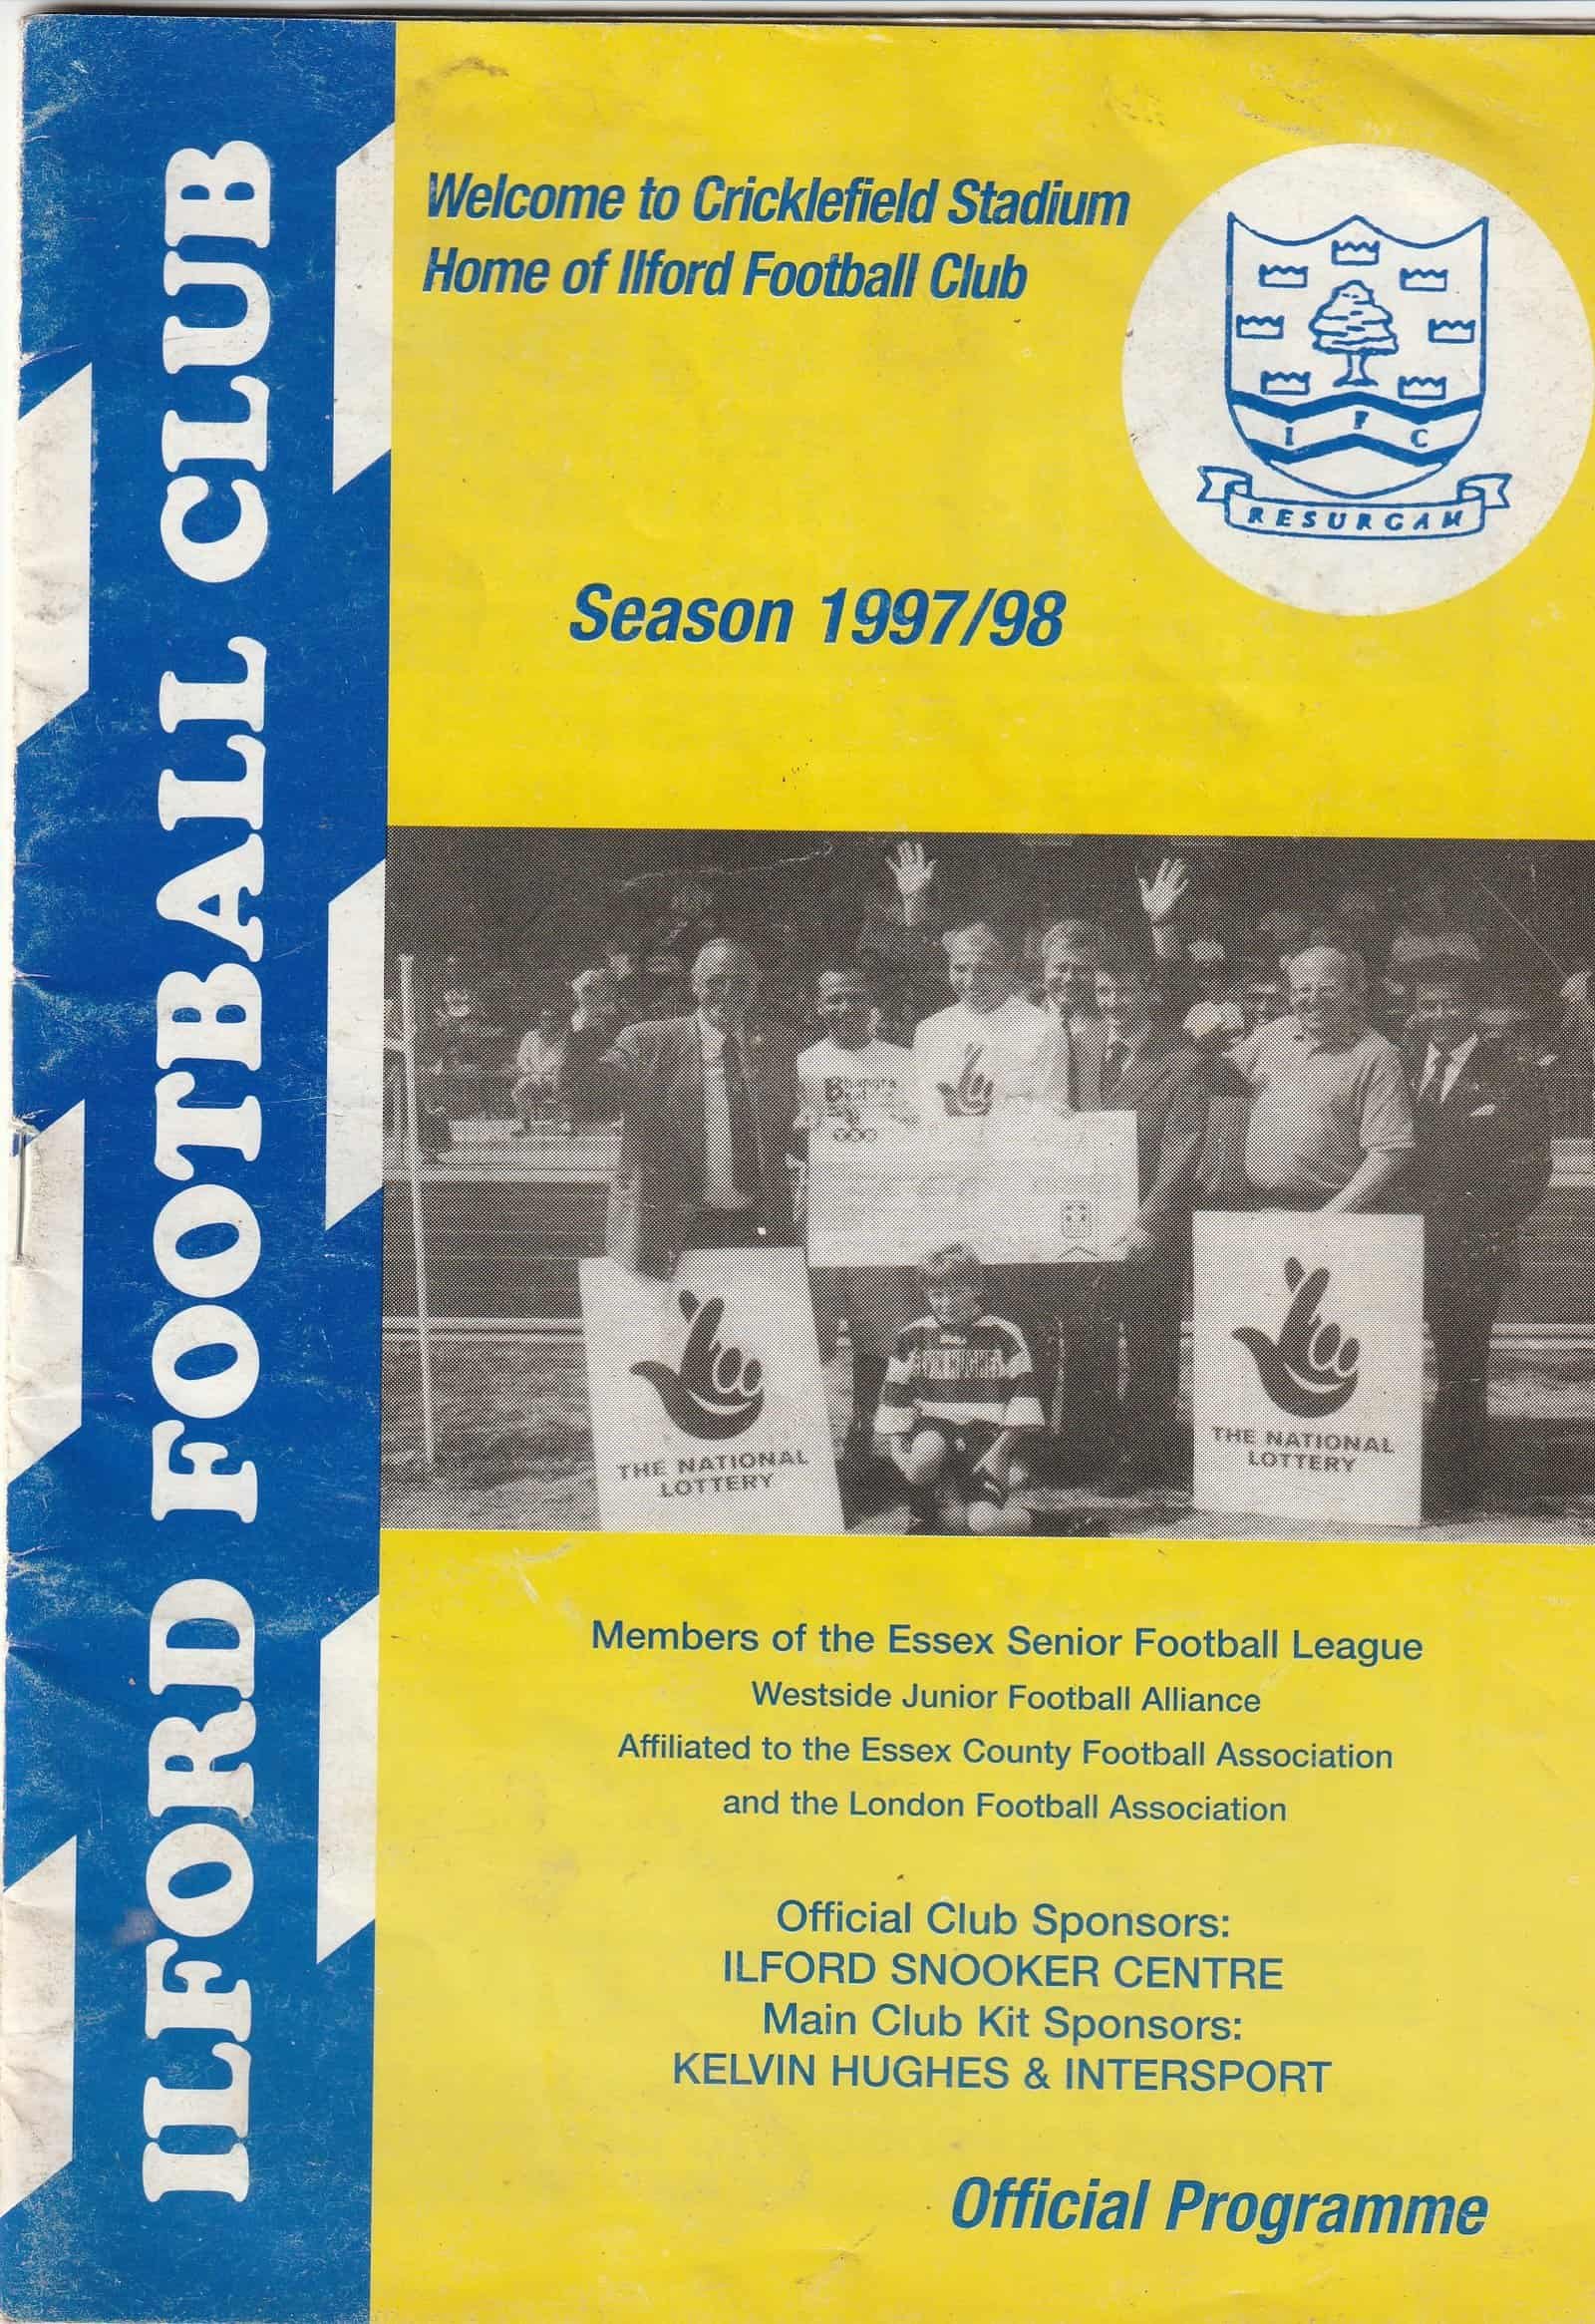 ILFORD FOOTBALL CLUB
Welcome to Cricklefield Stadium
Home of Ilford Football Club
I F C
RESURGAM
Season 1997/98
Bhangra
THE NATIONAL
LOTTERY
THE NATIONAL
LOTTERY
Members of the Essex Senior Football League
Westside Junior Football Alliance
Affiliated to the Essex County Football Association
and the London Football Association
Official Club Sponsors:
ILFORD SNOOKER CENTRE
Main Club Kit Sponsors:
KELVIN HUGHES & INTERSPORT
Official Programme